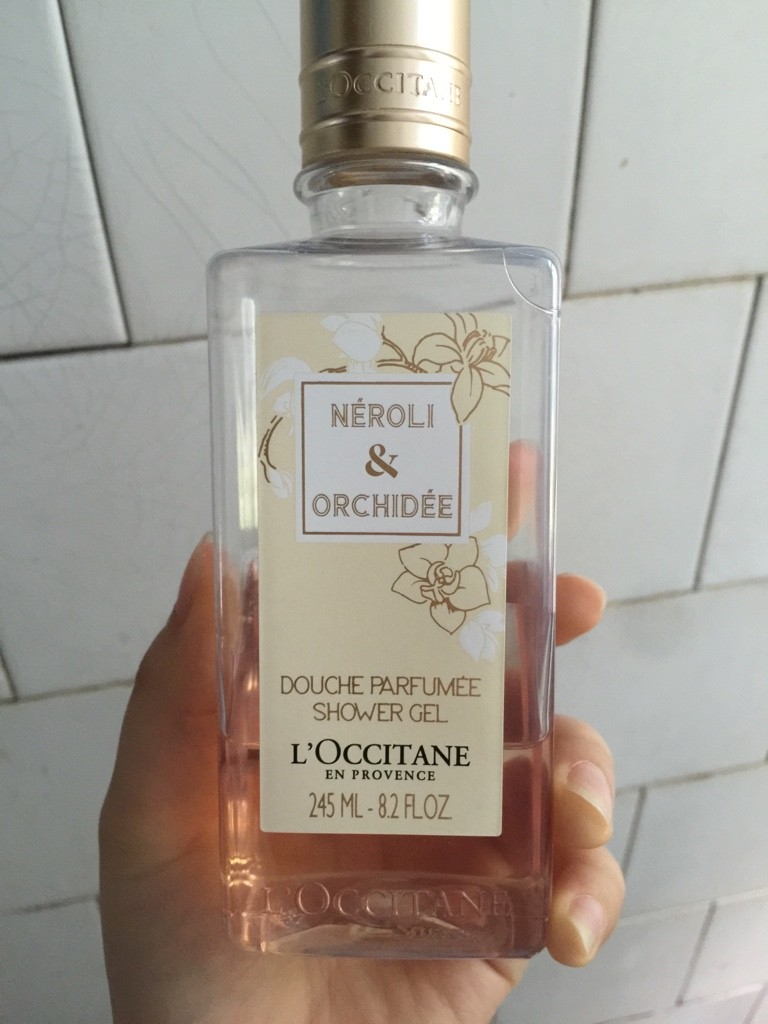 L'OCCITANE
NÉROLI
&
ORCHIDÉE
DOUCHE PARFUMÉE
SHOWER GEL
L'OCCITANE
EN PROVENCE
245 ML - 8.2 FL.OZ.
L'OCCITANE